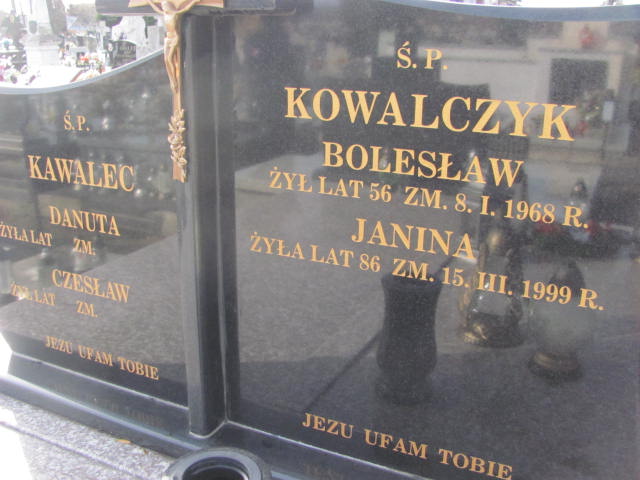 Ś.P.
KAWALEC
DANUTA
ŻYŁA LAT ZM.
CZESŁAW
ŻYŁ LAT ZM.
JEZU UFAM TOBIE
Ś. P.
KOWALCZYK
BOLESŁAW
ŻYŁ LAT 56 ZM. 8. I. 1968 R.
JANINA
ŻYŁA LAT 86 ZM. 15. III. 1999 R.
JEZU UFAM TOBIE